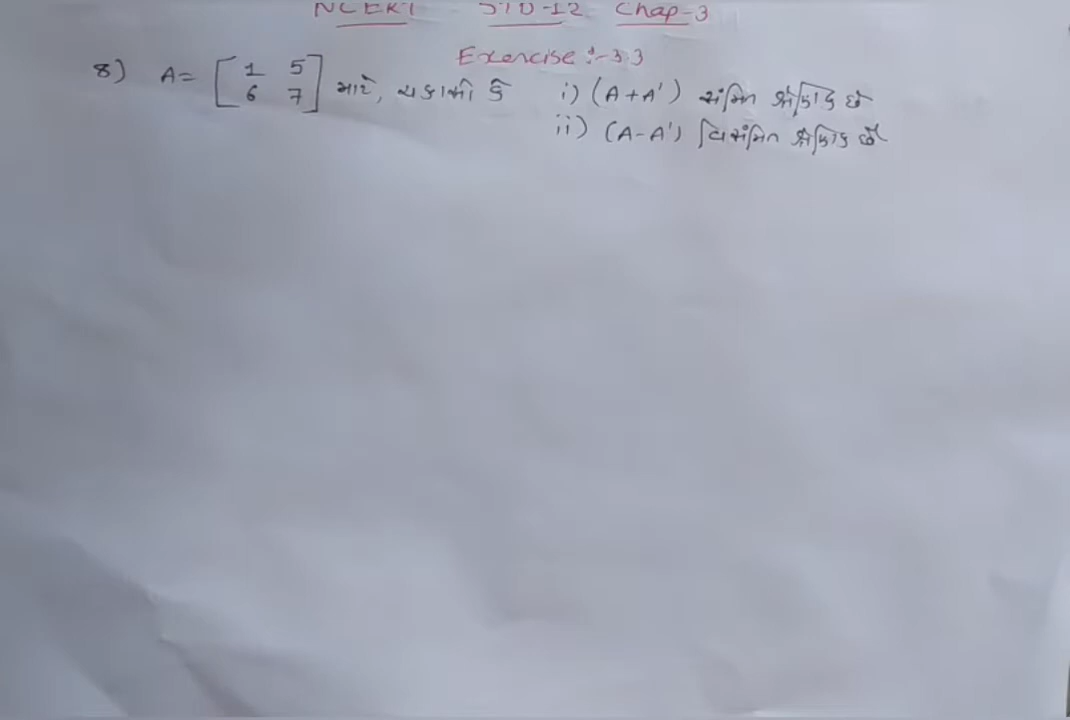 NCERT STD-12 Chap-3
Exercise :- 3.3
8) A = [ 1 5 6 7 ] માટે, ચકાસો કે i) (A + A') સંમિત શ્રેણિક છે
ii) (A - A') વિસંમિત શ્રેણિક છે